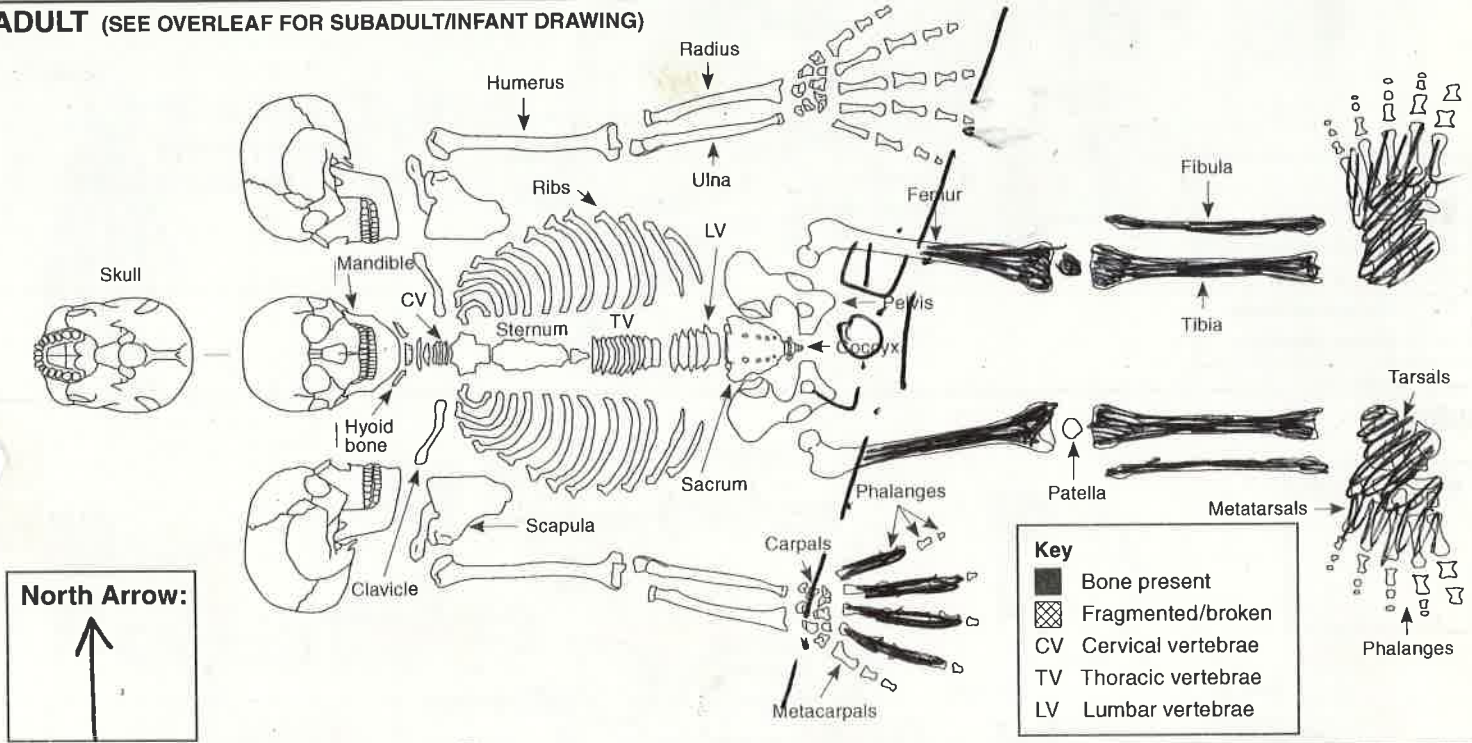 ADULT (SEE OVERLEAF FOR SUBADULT/INFANT DRAWING)
Radius
Humerus
Ulna
Ribs
Femur
Fibula
LV
Skull
Mandible
CV
Sternum
TV
Pelvis
Tibia
Coccyx
Tarsals
Hyoid
bone
Sacrum
Phalanges
Patella
Metatarsals
Scapula
Carpals
Clavicle
Metacarpals
Phalanges
North Arrow:
Key
Bone present
Fragmented/broken
CV Cervical vertebrae
TV Thoracic vertebrae
LV Lumbar vertebrae